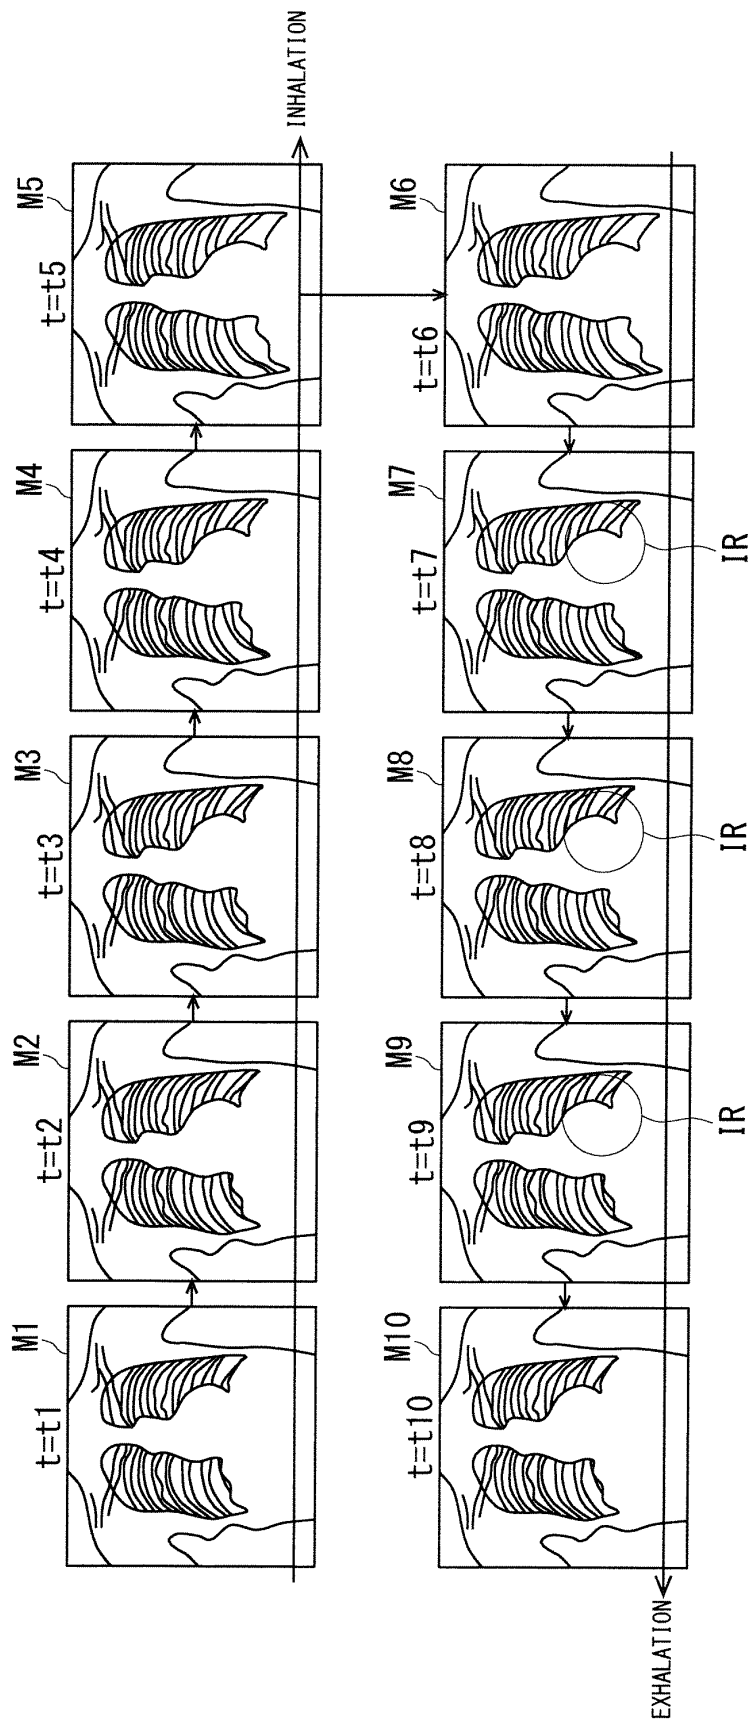 M1
t=t1
M2
t=t2
M3
t=t3
M4
t=t4
M5
t=t5
INHALATION
M6
t=t6
M7
t=t7
IR
M8
t=t8
IR
M9
t=t9
IR
M10
t=t10
EXHALATION